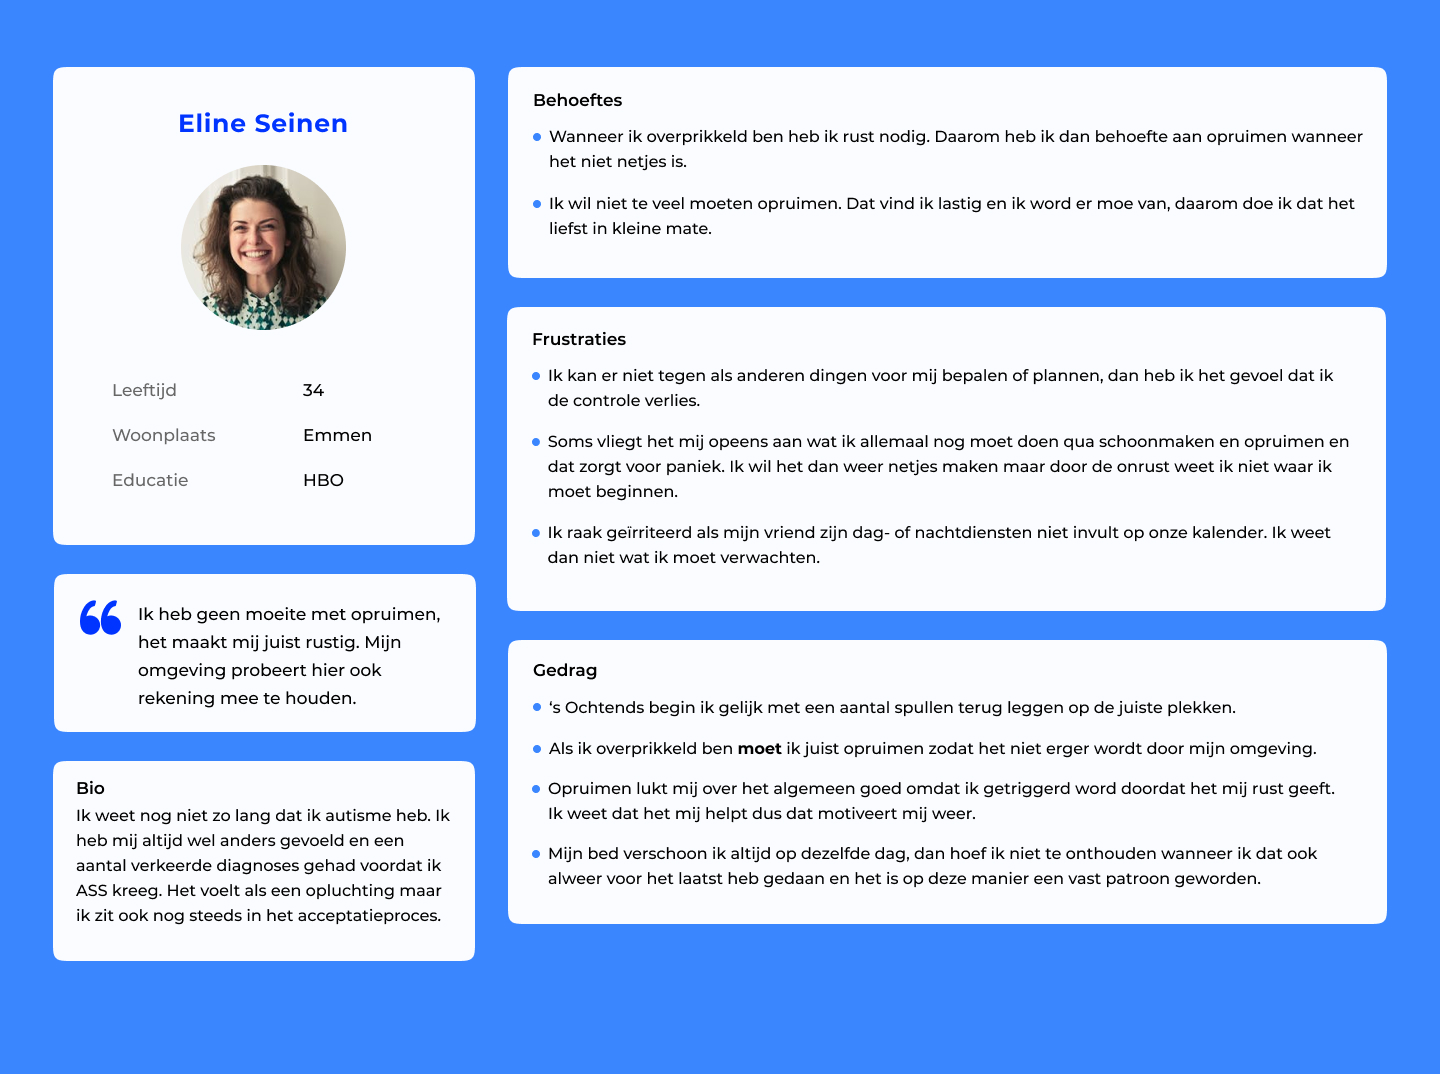 Eline Seinen
Leeftijd 34
Woonplaats Emmen
Educatie HBO
Ik heb geen moeite met opruimen,
het maakt mij juist rustig. Mijn
omgeving probeert hier ook
rekening mee te houden.
Bio
Ik weet nog niet zo lang dat ik autisme heb. Ik
heb mij altijd wel anders gevoeld en een
aantal verkeerde diagnoses gehad voordat ik
ASS kreeg. Het voelt als een opluchting maar
ik zit ook nog steeds in het acceptatieproces.
Behoeftes
Wanneer ik overprikkeld ben heb ik rust nodig. Daarom heb ik dan behoefte aan opruimen wanneer
het niet netjes is.
Ik wil niet te veel moeten opruimen. Dat vind ik lastig en ik word er moe van, daarom doe ik dat het
liefst in kleine mate.
Frustraties
Ik kan er niet tegen als anderen dingen voor mij bepalen of plannen, dan heb ik het gevoel dat ik
de controle verlies.
Soms vliegt het mij opeens aan wat ik allemaal nog moet doen qua schoonmaken en opruimen en
dat zorgt voor paniek. Ik wil het dan weer netjes maken maar door de onrust weet ik niet waar ik
moet beginnen.
Ik raak geïrriteerd als mijn vriend zijn dag- of nachtdiensten niet invult op onze kalender. Ik weet
dan niet wat ik moet verwachten.
Gedrag
‘s Ochtends begin ik gelijk met een aantal spullen terug leggen op de juiste plekken.
Als ik overprikkeld ben moet ik juist opruimen zodat het niet erger wordt door mijn omgeving.
Opruimen lukt mij over het algemeen goed omdat ik getriggerd word doordat het mij rust geeft.
Ik weet dat het mij helpt dus dat motiveert mij weer.
Mijn bed verschoon ik altijd op dezelfde dag, dan hoef ik niet te onthouden wanneer ik dat ook
alweer voor het laatst heb gedaan en het is op deze manier een vast patroon geworden.